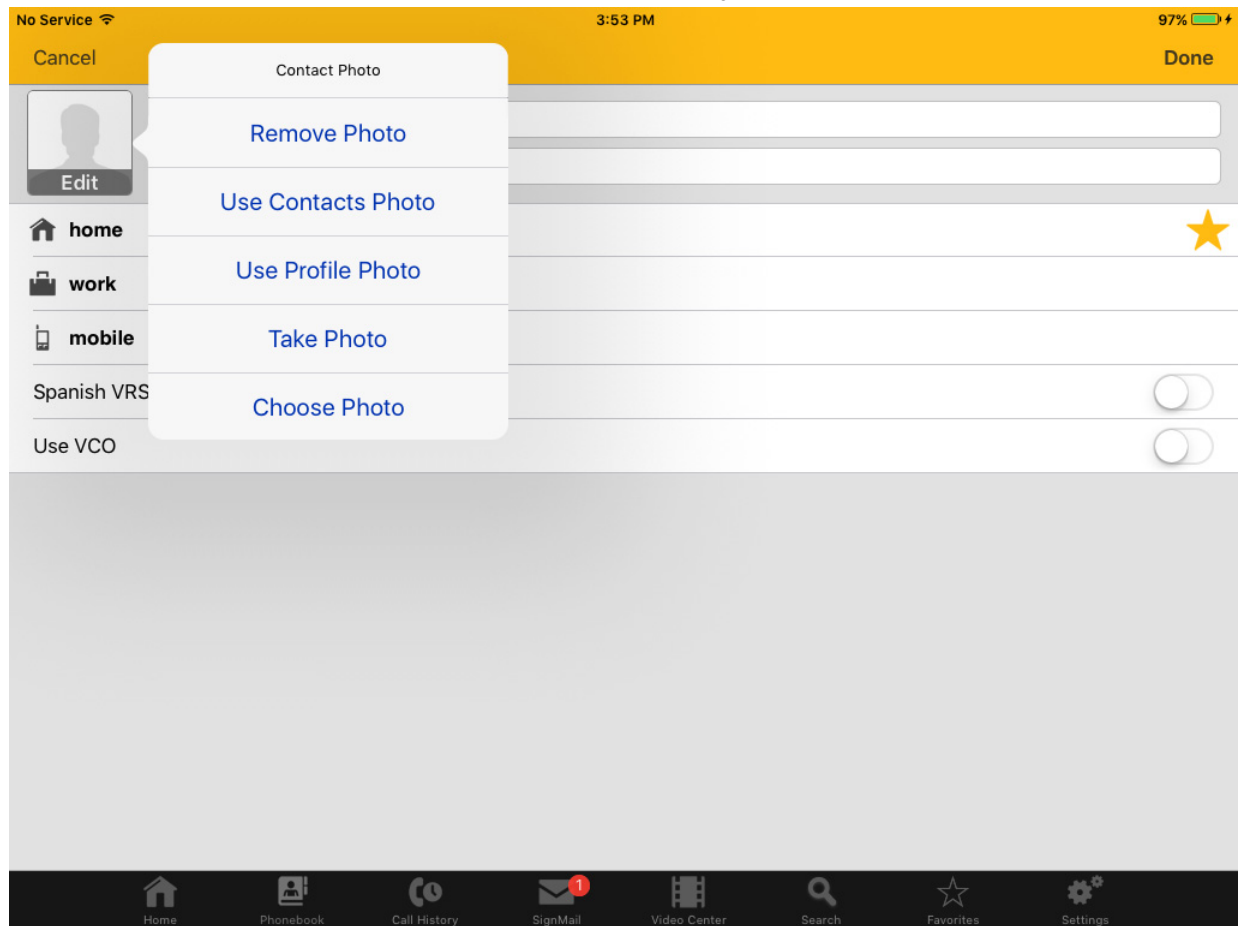 No Service 3:53 PM 97%
Cancel Done
Contact Photo
Remove Photo
Edit
Use Contacts Photo
home
Use Profile Photo
work
Take Photo
mobile
Spanish VRS
Choose Photo
Use VCO
1
Home Phonebook Call History SignMail Video Center Search Favorites Settings